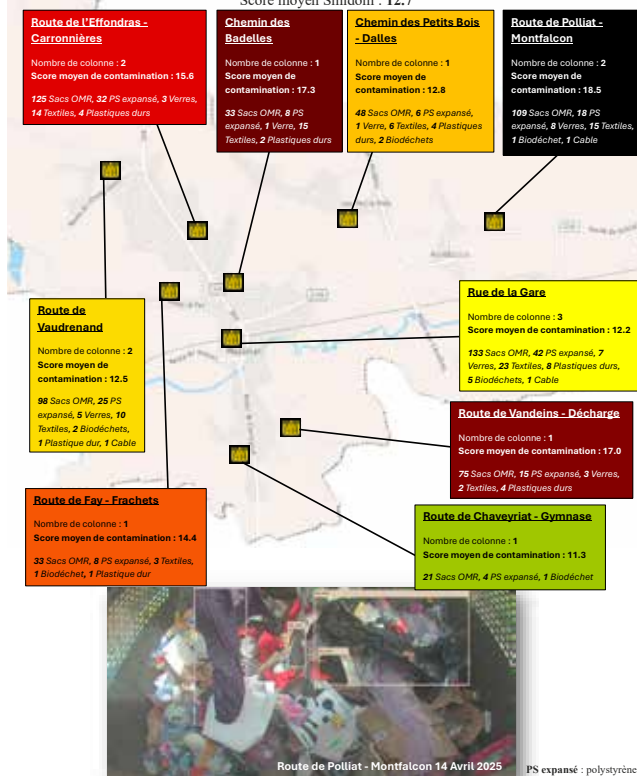 Score moyen Smidom : 12.7
Route de l'Effondras -
Carronnières
Nombre de colonne : 2
Score moyen de contamination : 15.6
125 Sacs OMR, 32 PS expansé, 3 Verres,
14 Textiles, 4 Plastiques durs
Chemin des
Badelles
Nombre de colonne : 1
Score moyen de
contamination : 17.3
33 Sacs OMR, 8 PS
expansé, 1 Verre, 15
Textiles, 2 Plastiques durs
Chemin des Petits Bois
- Dalles
Nombre de colonne : 1
Score moyen de
contamination : 12.8
48 Sacs OMR, 6 PS expansé,
1 Verre, 6 Textiles, 4 Plastiques
durs, 2 Biodéchets
Route de Polliat -
Montfalcon
Nombre de colonne : 2
Score moyen de
contamination : 18.5
109 Sacs OMR, 18 PS
expansé, 8 Verres, 15 Textiles,
1 Biodéchet, 1 Cable
Route de
Vaudrenand
Nombre de colonne : 2
Score moyen de
contamination : 12.5
98 Sacs OMR, 25 PS
expansé, 5 Verres, 10
Textiles, 2 Biodéchets,
1 Plastique dur, 1 Cable
Rue de la Gare
Nombre de colonne : 3
Score moyen de contamination : 12.2
133 Sacs OMR, 42 PS expansé, 7
Verres, 23 Textiles, 8 Plastiques durs,
5 Biodéchets, 1 Cable
Route de Vandeins - Décharge
Nombre de colonne : 1
Score moyen de contamination : 17.0
75 Sacs OMR, 15 PS expansé, 3 Verres,
2 Textiles, 4 Plastiques durs
Route de Fay - Frachets
Nombre de colonne : 1
Score moyen de contamination : 14.4
33 Sacs OMR, 8 PS expansé, 3 Textiles,
1 Biodéchet, 1 Plastique dur
Route de Chaveyriat - Gymnase
Nombre de colonne : 1
Score moyen de contamination : 11.3
21 Sacs OMR, 4 PS expansé, 1 Biodéchet
Route de Polliat - Montfalcon 14 Avril 2025
PS expansé : polystyrène